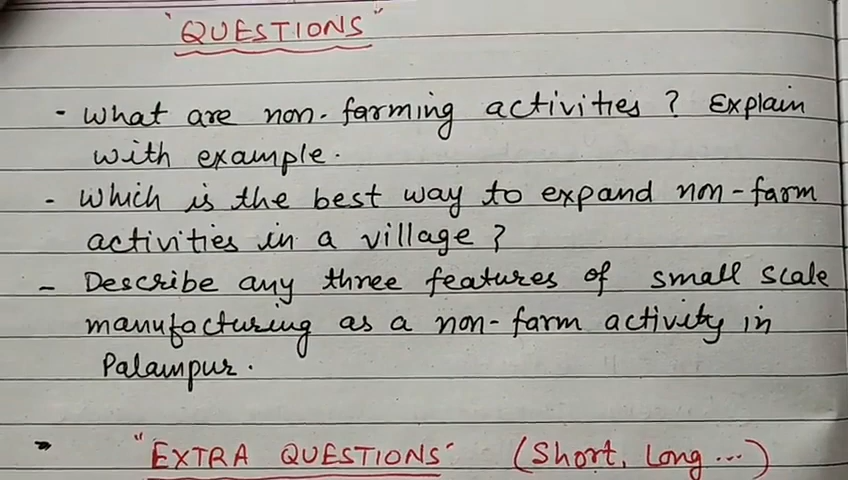 "QUESTIONS"
- What are non-farming activities ? Explain
with example.
- Which is the best way to expand non-farm
activities in a village ?
- Describe any three features of small scale
manufacturing as a non-farm activity in
Palampur.
- "EXTRA QUESTIONS" (Short, Long ...)